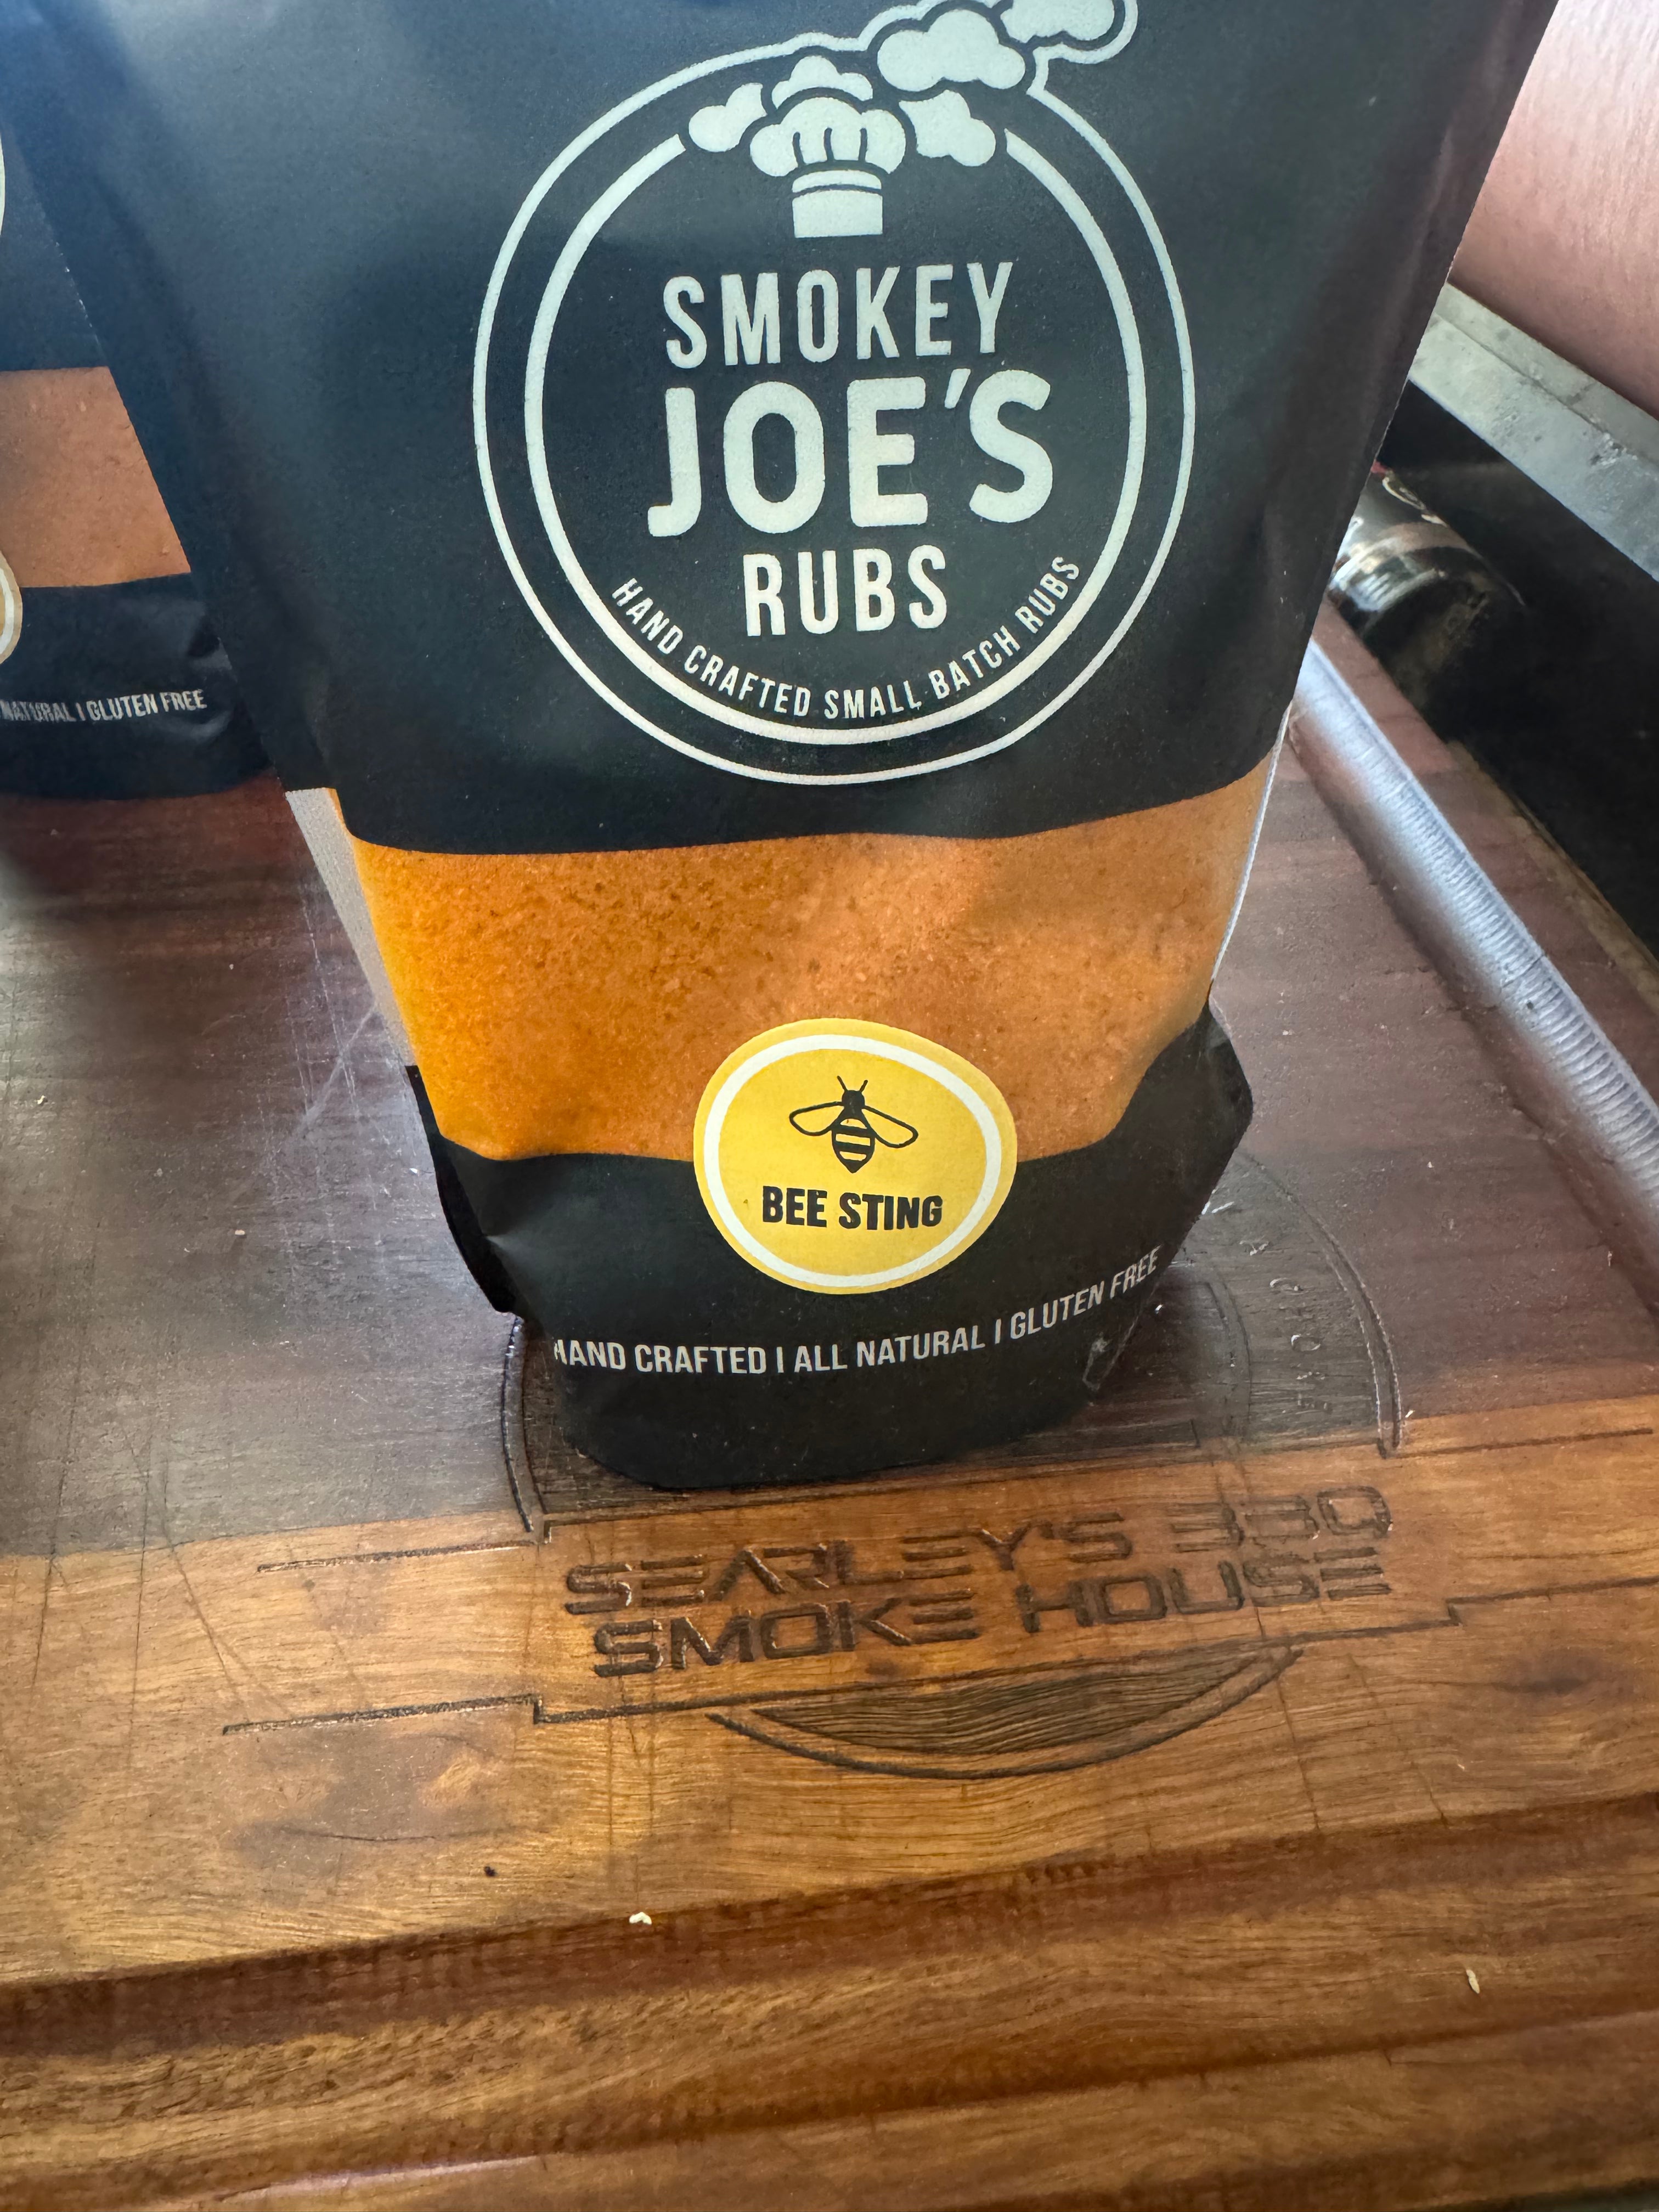 SMOKEY
JOE'S
RUBS
HAND CRAFTED SMALL BATCH RUBS
NATURAL | GLUTEN FREE
BEE STING
HAND CRAFTED | ALL NATURAL | GLUTEN FREE
SEARLEY'S BBQ
SMOKE HOUSE